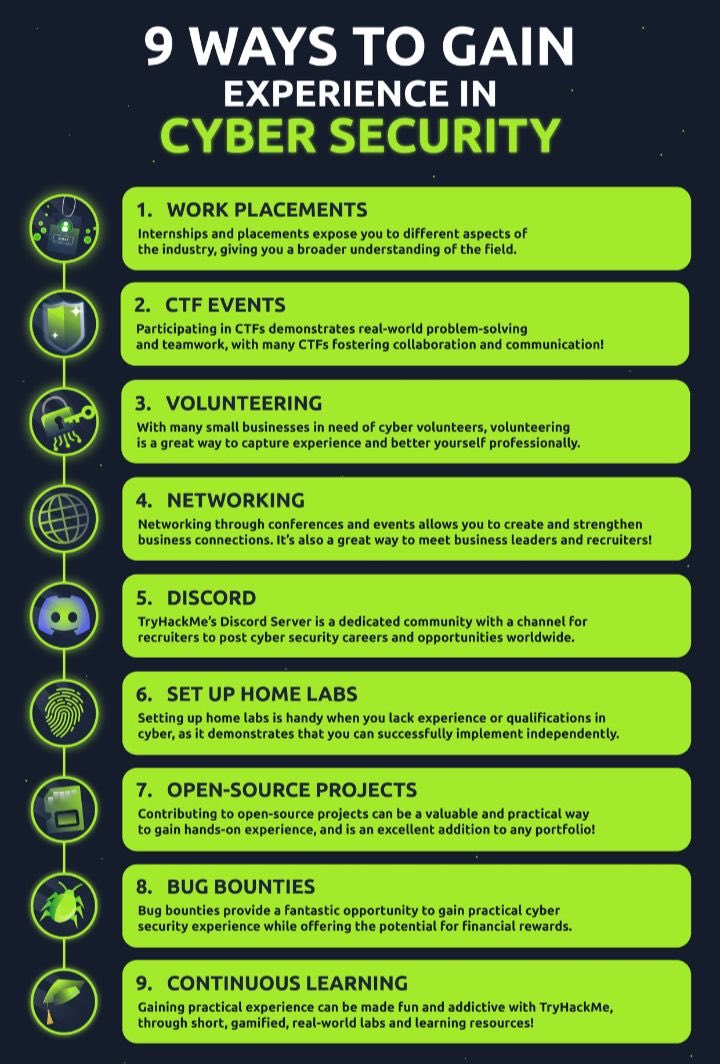 9 WAYS TO GAIN
EXPERIENCE IN
CYBER SECURITY
1. WORK PLACEMENTS
Internships and placements expose you to different aspects of
the industry, giving you a broader understanding of the field.
2. CTF EVENTS
Participating in CTFs demonstrates real-world problem-solving
and teamwork, with many CTFs fostering collaboration and communication!
3. VOLUNTEERING
With many small businesses in need of cyber volunteers, volunteering
is a great way to capture experience and better yourself professionally.
4. NETWORKING
Networking through conferences and events allows you to create and strengthen
business connections. It's also a great way to meet business leaders and recruiters!
5. DISCORD
TryHackMe's Discord Server is a dedicated community with a channel for
recruiters to post cyber security careers and opportunities worldwide.
6. SET UP HOME LABS
Setting up home labs is handy when you lack experience or qualifications in
cyber, as it demonstrates that you can successfully implement independently.
7. OPEN-SOURCE PROJECTS
Contributing to open-source projects can be a valuable and practical way
to gain hands-on experience, and is an excellent addition to any portfolio!
8. BUG BOUNTIES
Bug bounties provide a fantastic opportunity to gain practical cyber
security experience while offering the potential for financial rewards.
9. CONTINUOUS LEARNING
Gaining practical experience can be made fun and addictive with TryHackMe,
through short, gamified, real-world labs and learning resources!